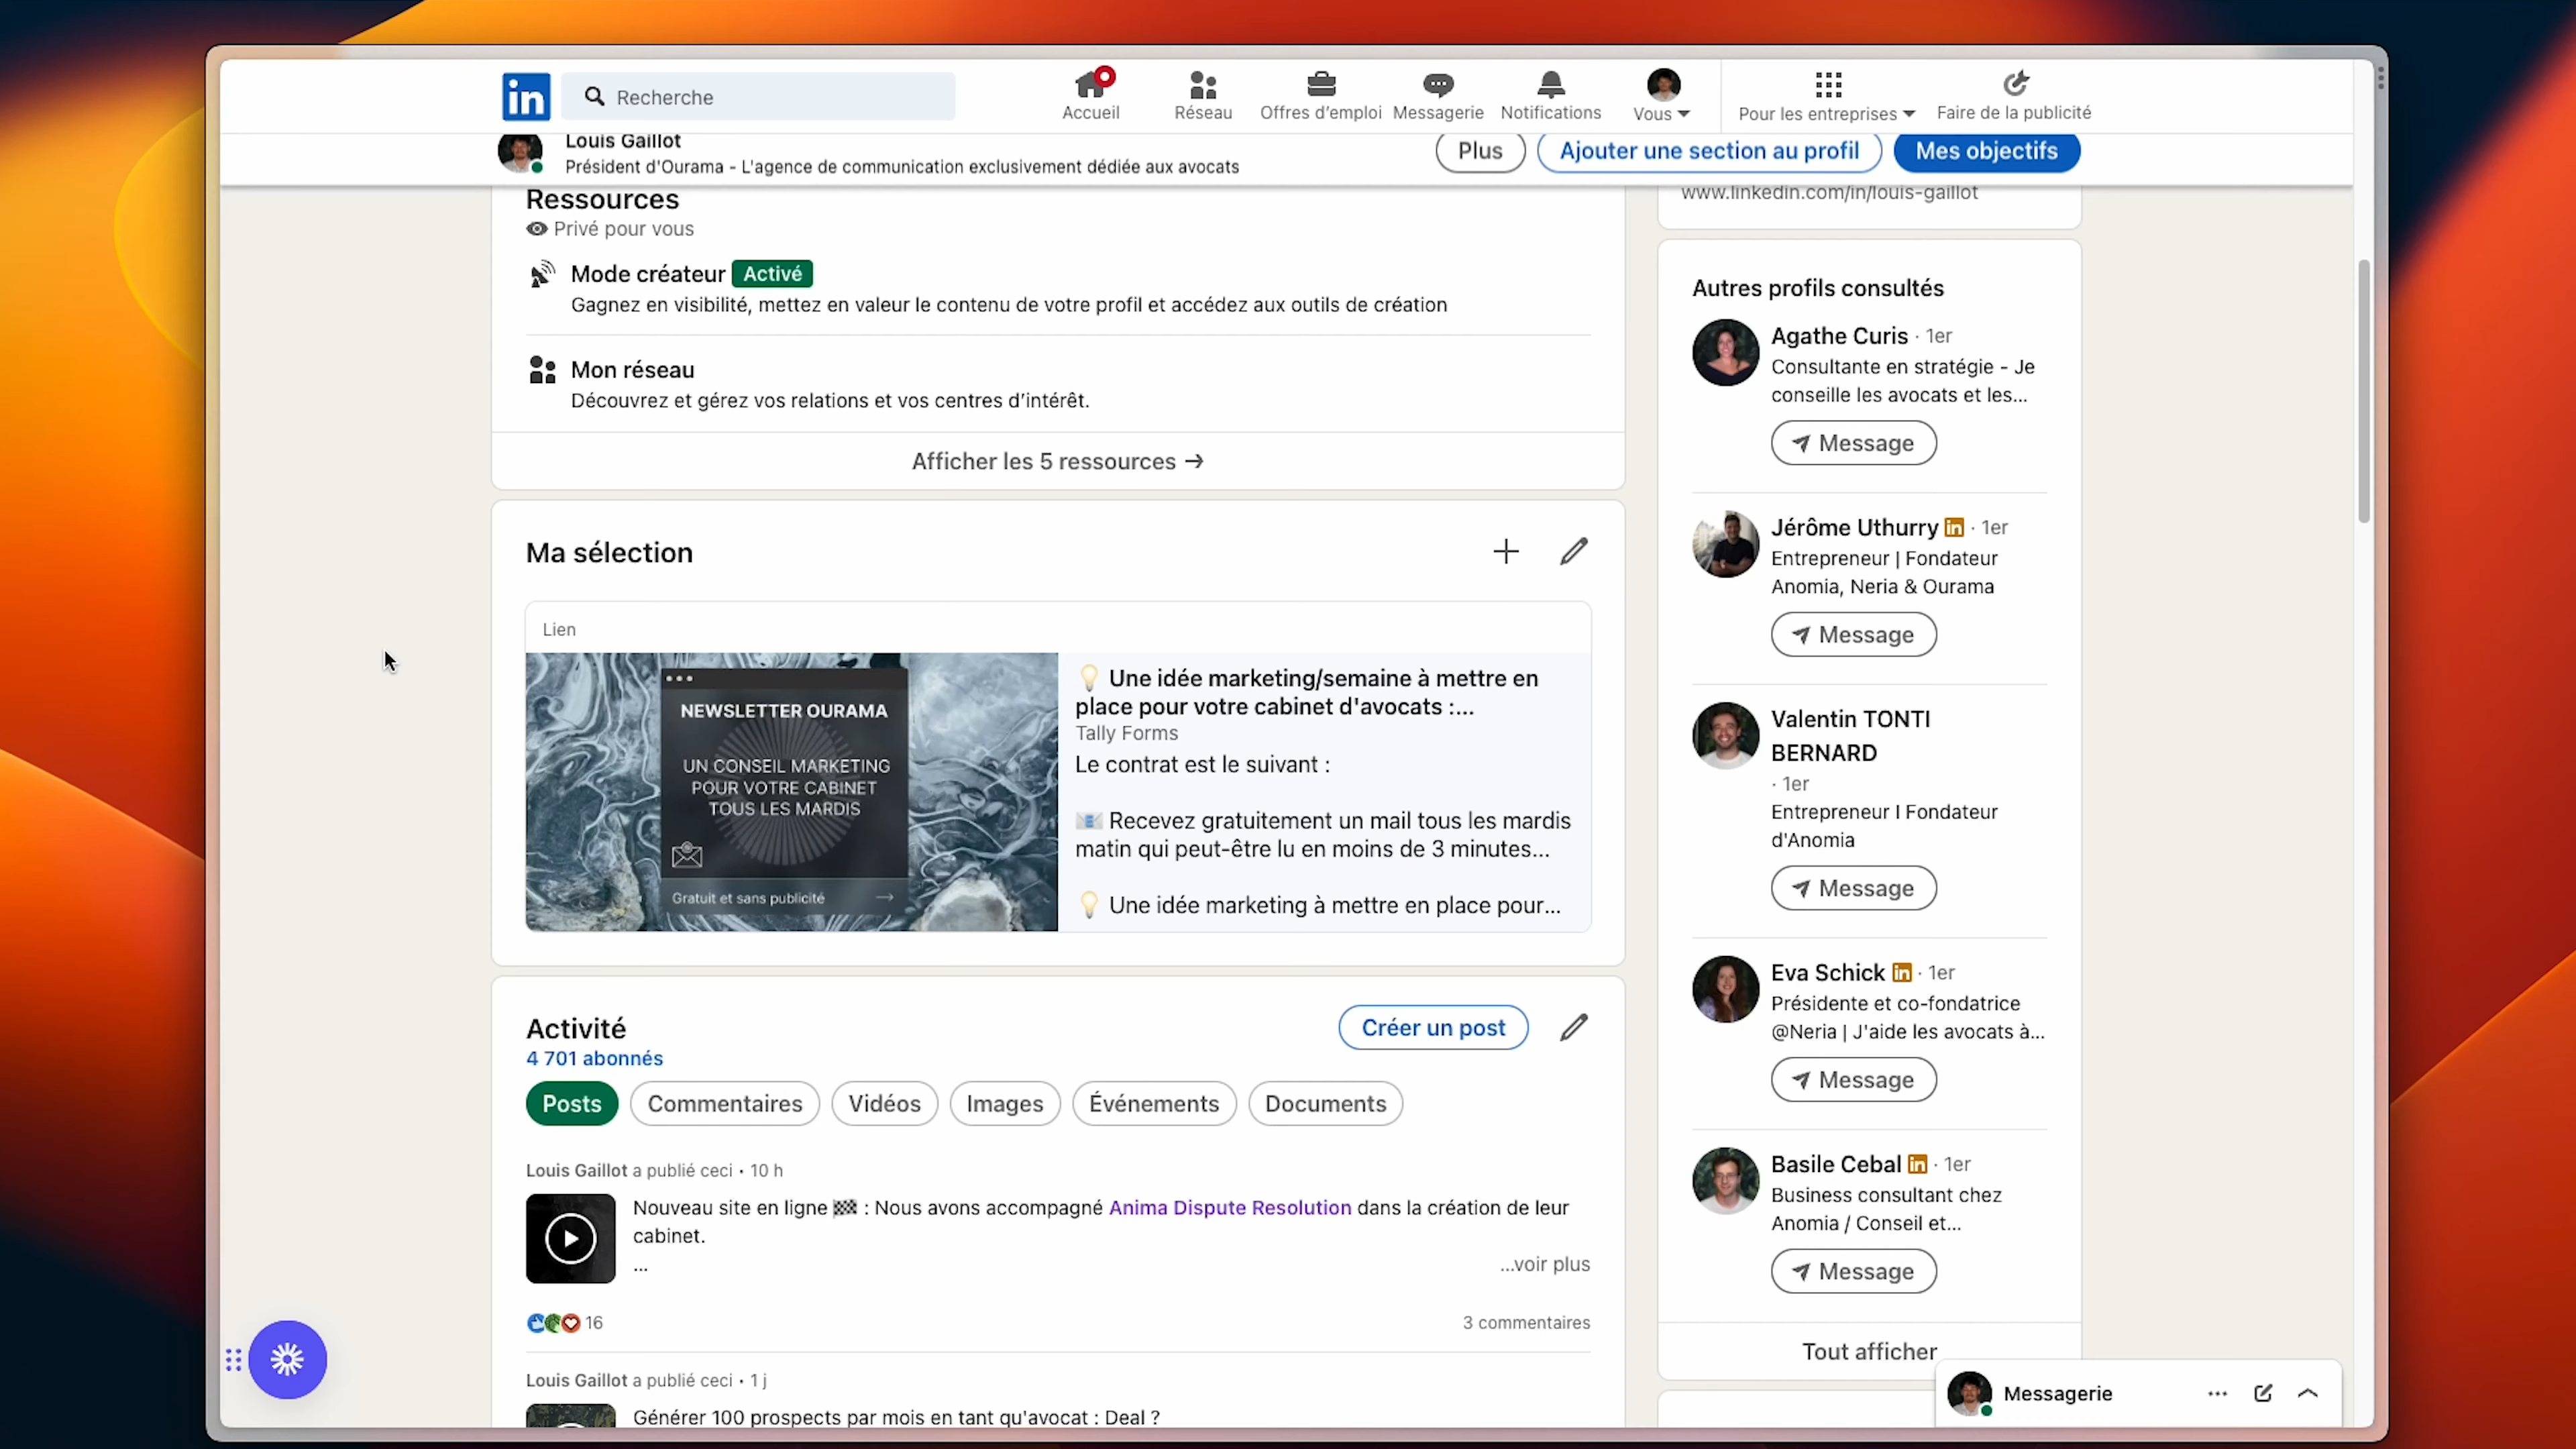 in
Recherche
Accueil
Réseau
Offres d'emploi
Messagerie
Notifications
Vous
Pour les entreprises
Faire de la publicité
Louis Gaillot
Président d'Ourama - L'agence de communication exclusivement dédiée aux avocats
Plus
Ajouter une section au profil
Mes objectifs
Ressources
Privé pour vous
Mode créateur Activé
Gagnez en visibilité, mettez en valeur le contenu de votre profil et accédez aux outils de création
Mon réseau
Découvrez et gérez vos relations et vos centres d'intérêt.
Afficher les 5 ressources →
Ma sélection
Lien
NEWSLETTER OURAMA
UN CONSEIL MARKETING
POUR VOTRE CABINET
TOUS LES MARDIS
Gratuit et sans publicité →
💡 Une idée marketing/semaine à mettre en
place pour votre cabinet d'avocats :...
Tally Forms
Le contrat est le suivant :
📧 Recevez gratuitement un mail tous les mardis
matin qui peut-être lu en moins de 3 minutes...
💡 Une idée marketing à mettre en place pour...
Activité
4 701 abonnés
Créer un post
Posts
Commentaires
Vidéos
Images
Événements
Documents
Louis Gaillot a publié ceci • 10 h
Nouveau site en ligne 🏁 : Nous avons accompagné Anima Dispute Resolution dans la création de leur
cabinet.
...
...voir plus
16
3 commentaires
Louis Gaillot a publié ceci • 1 j
Générer 100 prospects par mois en tant qu'avocat : Deal ?
www.linkedin.com/in/louis-gaillot
Autres profils consultés
Agathe Curis · 1er
Consultante en stratégie - Je
conseille les avocats et les...
Message
Jérôme Uthurry in · 1er
Entrepreneur | Fondateur
Anomia, Neria & Ourama
Message
Valentin TONTI
BERNARD
· 1er
Entrepreneur I Fondateur
d'Anomia
Message
Eva Schick in · 1er
Présidente et co-fondatrice
@Neria | J'aide les avocats à...
Message
Basile Cebal in · 1er
Business consultant chez
Anomia / Conseil et...
Message
Tout afficher
Messagerie